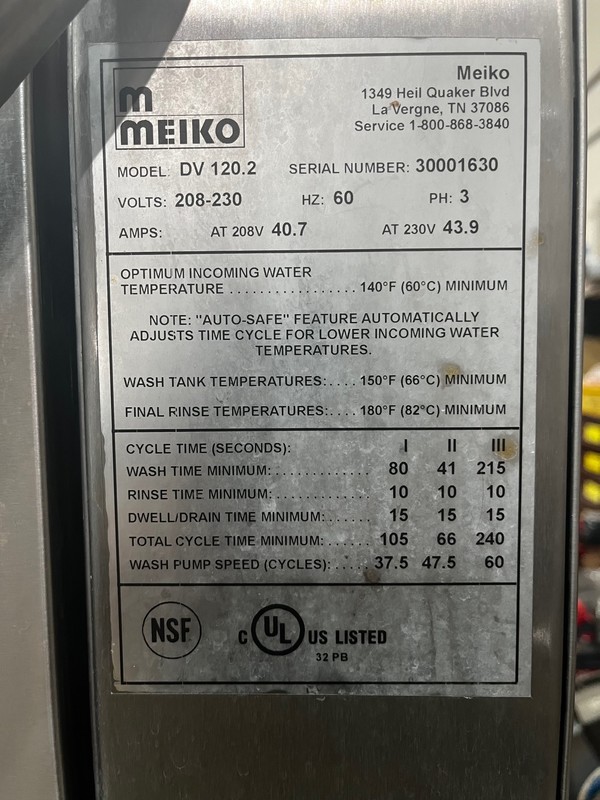 m
MEIKO
Meiko
1349 Heil Quaker Blvd
La Vergne, TN 37086
Service 1-800-868-3840
MODEL: DV 120.2 SERIAL NUMBER: 30001630
VOLTS: 208-230 HZ: 60 PH: 3
AMPS: AT 208V 40.7 AT 230V 43.9
OPTIMUM INCOMING WATER
TEMPERATURE ................. 140°F (60°C) MINIMUM
NOTE: "AUTO-SAFE" FEATURE AUTOMATICALLY
ADJUSTS TIME CYCLE FOR LOWER INCOMING WATER
TEMPERATURES.
WASH TANK TEMPERATURES:.... 150°F (66°C) MINIMUM
FINAL RINSE TEMPERATURES:.... 180°F (82°C) MINIMUM
CYCLE TIME (SECONDS): I II III
WASH TIME MINIMUM: ............. 80 41 215
RINSE TIME MINIMUM: ............. 10 10 10
DWELL/DRAIN TIME MINIMUM: ...... 15 15 15
TOTAL CYCLE TIME MINIMUM: ...... 105 66 240
WASH PUMP SPEED (CYCLES): ..... 37.5 47.5 60
NSF C UL US LISTED
32 PB